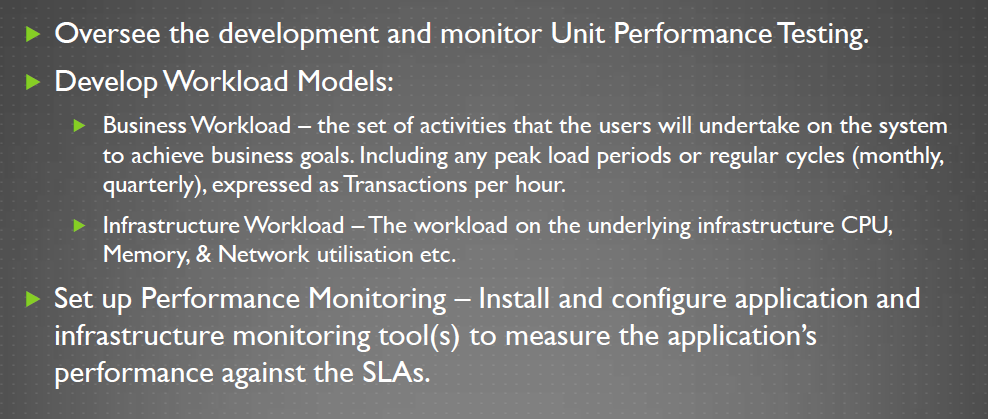 Oversee the development and monitor Unit Performance Testing.
Develop Workload Models:
Business Workload – the set of activities that the users will undertake on the system
to achieve business goals. Including any peak load periods or regular cycles (monthly,
quarterly), expressed as Transactions per hour.
Infrastructure Workload – The workload on the underlying infrastructure CPU,
Memory, & Network utilisation etc.
Set up Performance Monitoring – Install and configure application and
infrastructure monitoring tool(s) to measure the application’s
performance against the SLAs.